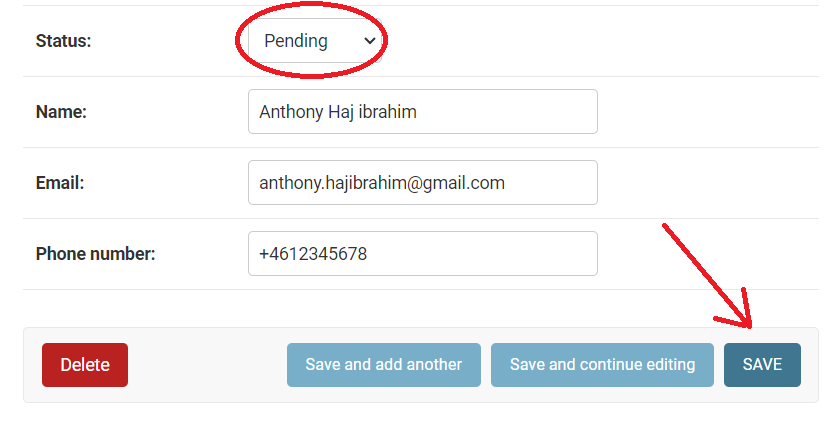 Status: Pending
Name: Anthony Haj ibrahim
Email: anthony.hajibrahim@gmail.com
Phone number: +4612345678
Delete Save and add another Save and continue editing SAVE